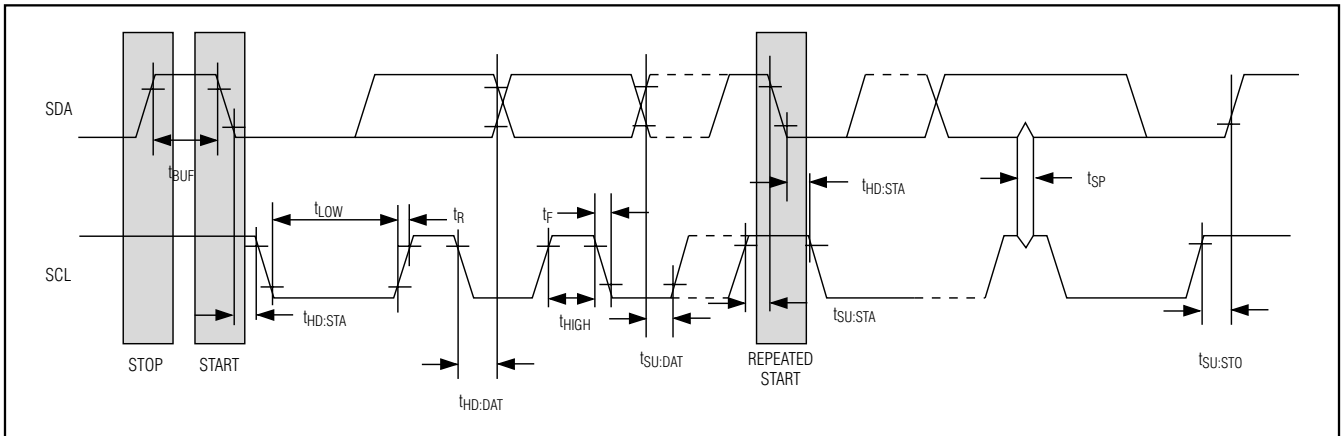 SDA
tBUF
tHD:STA
tSP
tLOW
tR
tF
SCL
tHD:STA
tHIGH
tSU:STA
tSU:DAT
tSU:STO
STOP
START
REPEATED
START
tHD:DAT